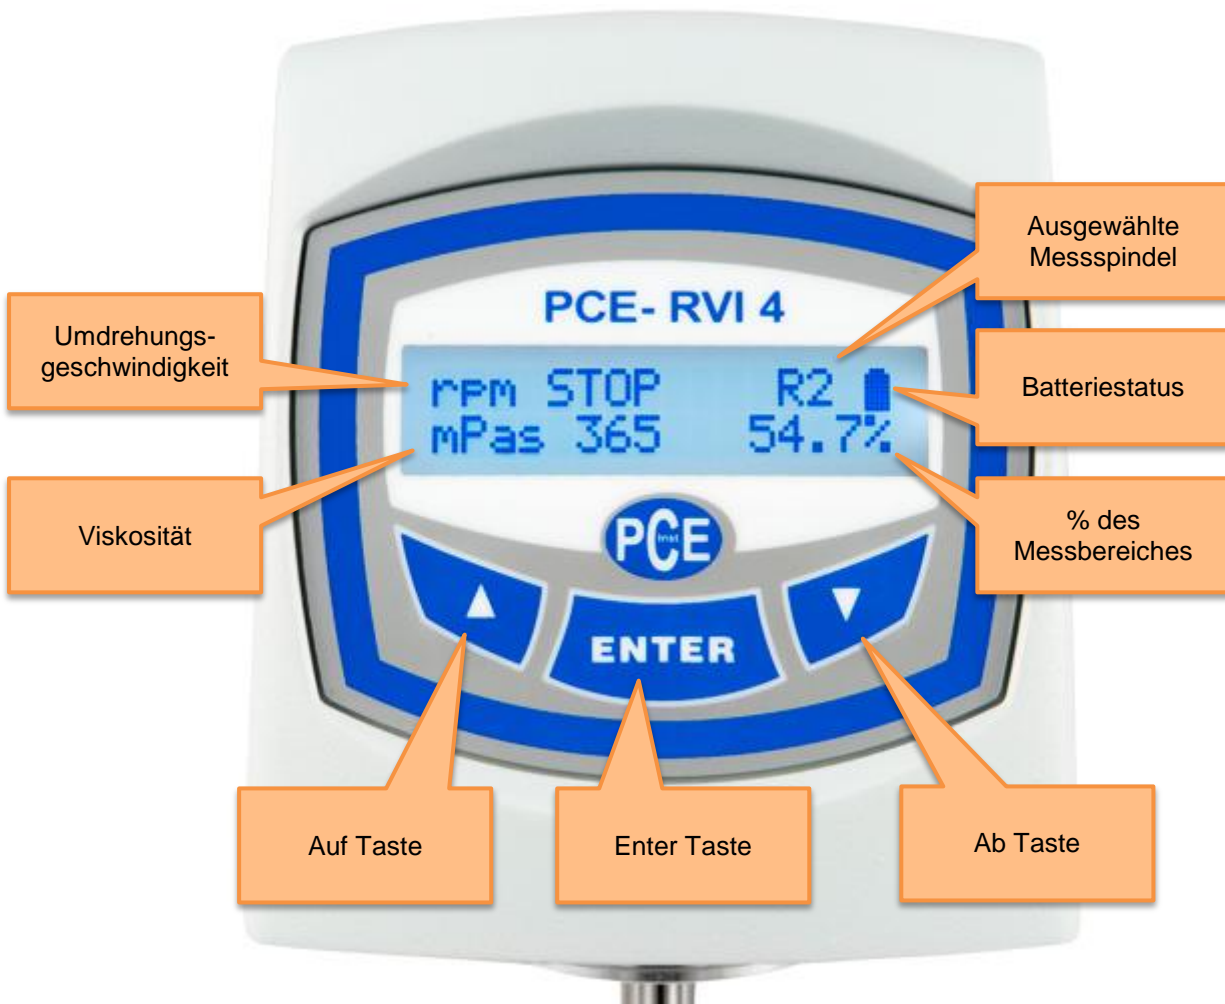 Ausgewählte
Messspindel
PCE- RVI 4
Umdrehungs-
geschwindigkeit
rpm STOP R2
Batteriestatus
mPas 365 54.7%
Viskosität
% des
Messbereiches
PCE
Inst
ENTER
Auf Taste
Enter Taste
Ab Taste